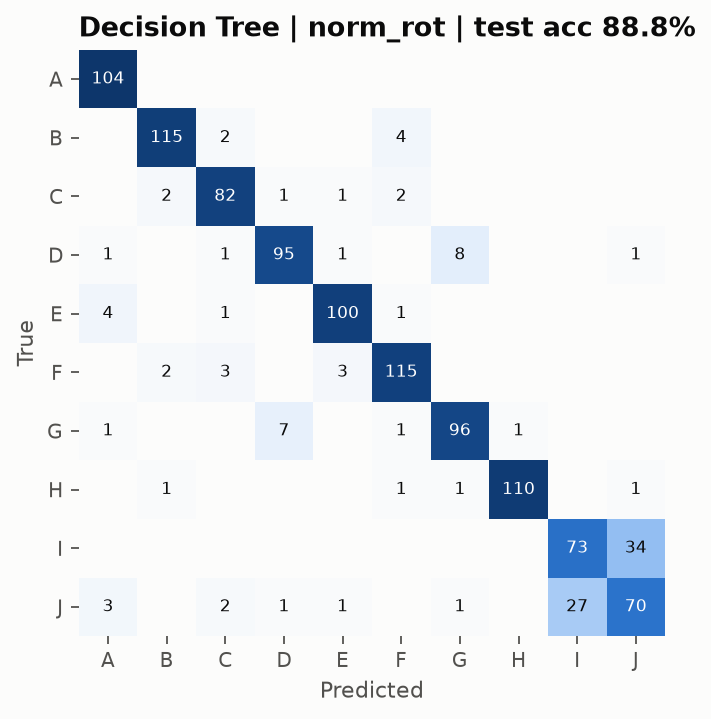 Decision Tree | norm_rot | test acc 88.8%
A 104
B 115 2 4
C 2 82 1 1 2
D 1 1 95 1 8 1
E 4 1 100 1
F 2 3 3 115
G 1 7 1 96 1
H 1 1 1 110 1
I 73 34
J 3 2 1 1 1 27 70
A B C D E F G H I J
Predicted
True